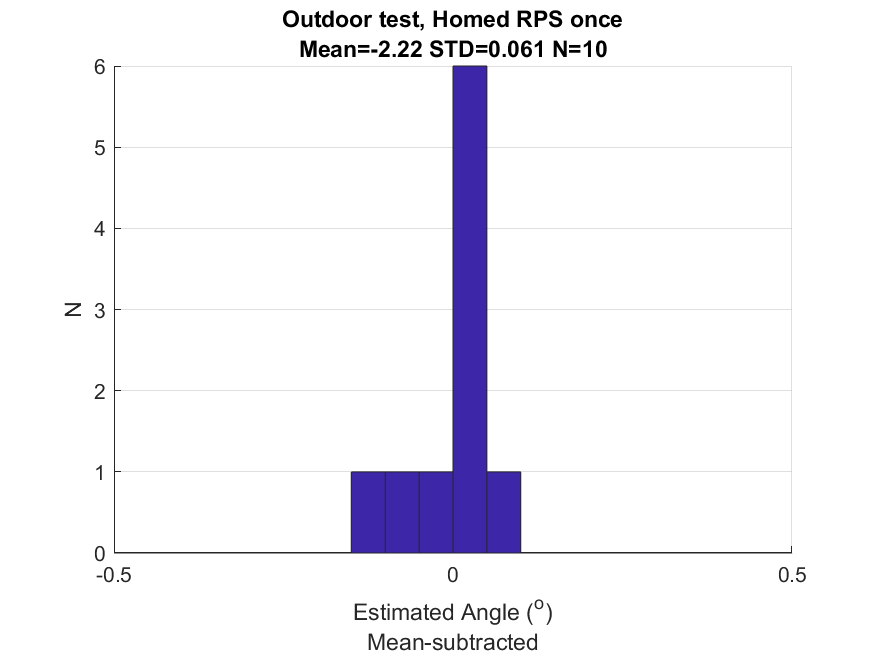 Outdoor test, Homed RPS once
Mean=-2.22 STD=0.061 N=10
6
5
4
3
2
1
0
N
-0.5
0
0.5
Estimated Angle (o)
Mean-subtracted